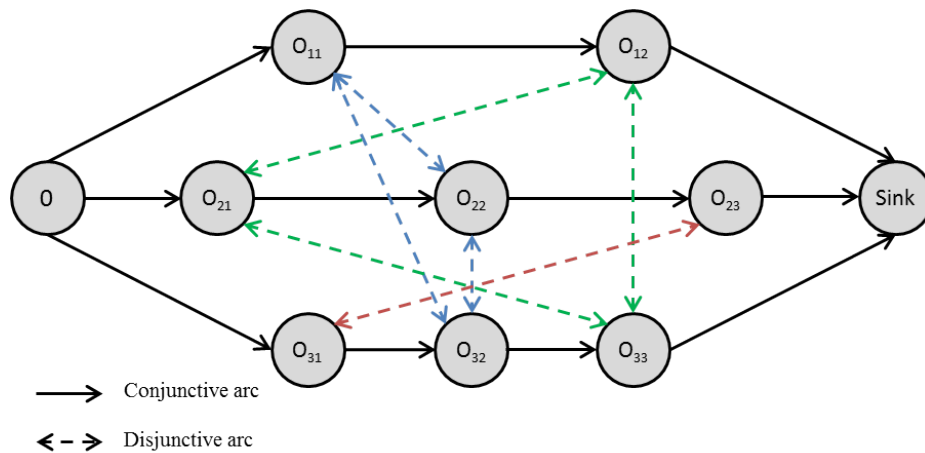 O11 O12
0 O21 O22 O23 Sink
O31 O32 O33
Conjunctive arc
Disjunctive arc